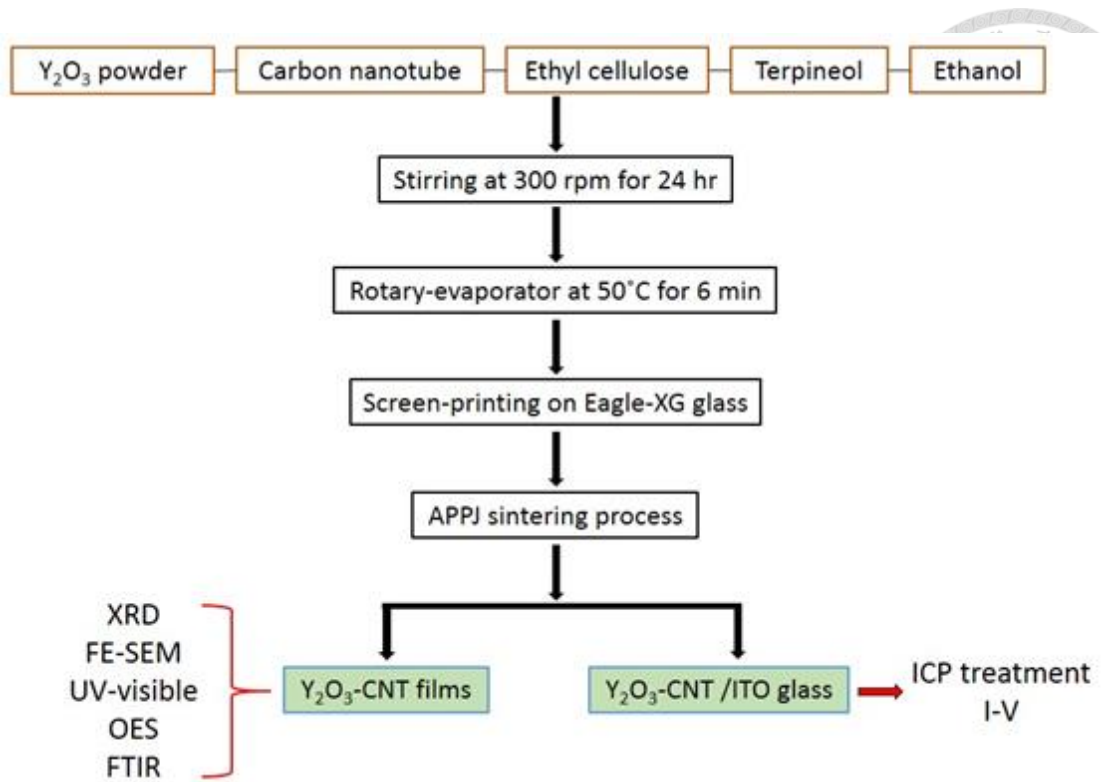 Y₂O₃ powder
Carbon nanotube
Ethyl cellulose
Terpineol
Ethanol
Stirring at 300 rpm for 24 hr
Rotary-evaporator at 50˚C for 6 min
Screen-printing on Eagle-XG glass
APPJ sintering process
XRD
FE-SEM
UV-visible
OES
FTIR
Y₂O₃-CNT films
Y₂O₃-CNT /ITO glass
ICP treatment
I-V